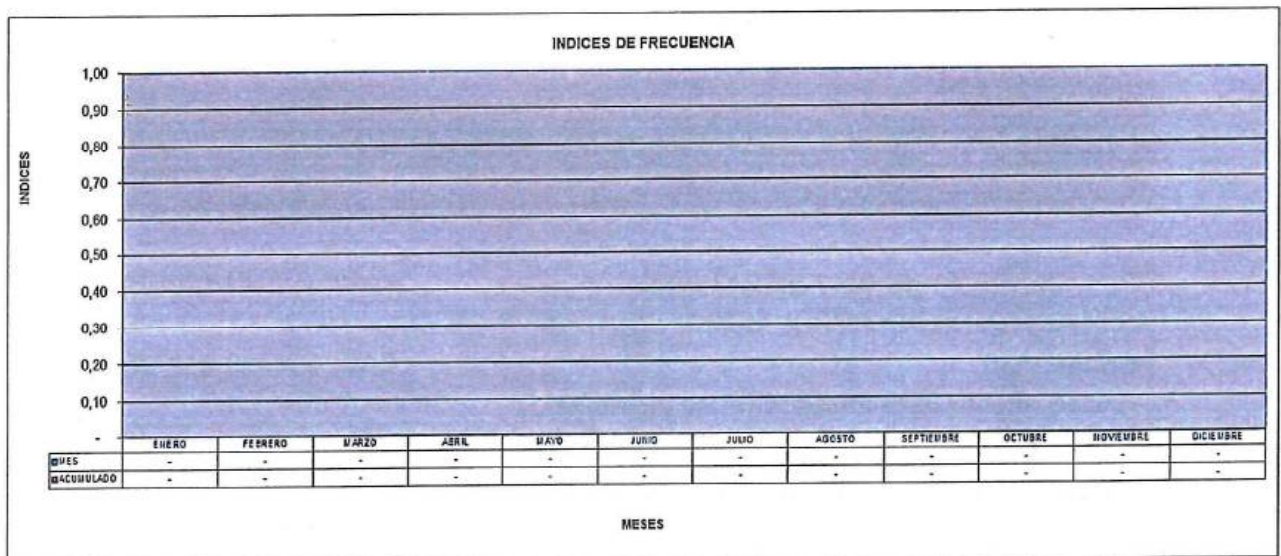 INDICES DE FRECUENCIA
INDICES
1,00
0,90
0,80
0,70
0,60
0,50
0,40
0,30
0,20
0,10
-
ENERO FEBRERO MARZO ABRIL MAYO JUNIO JULIO AGOSTO SEPTIEMBRE OCTUBRE NOVIEMBRE DICIEMBRE
MES - - - - - - - - - - - -
ACUMULADO - - - - - - - - - - - -
MESES